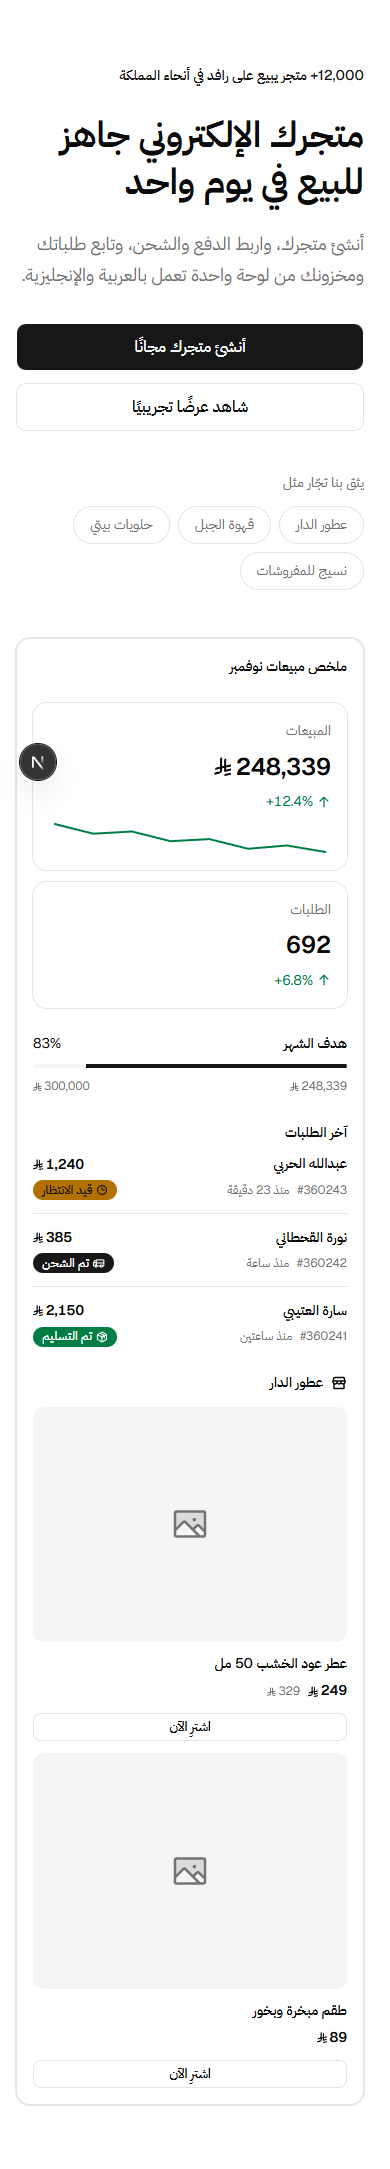 +12,000 متجر يبيع على رافد في أنحاء المملكة
متجرك الإلكتروني جاهز
للبيع في يوم واحد
أنشئ متجرك، واربط الدفع والشحن، وتابع طلباتك
ومخزونك من لوحة واحدة تعمل بالعربية والإنجليزية.
أنشئ متجرك مجانًا
شاهد عرضًا تجريبيًا
يثق بنا تجّار مثل
عطور الدار
قهوة الجبل
حلويات بيتي
نسيج للمفروشات
ملخص مبيعات نوفمبر
المبيعات
248,339 ⃁
+12.4%
N
الطلبات
692
+6.8%
هدف الشهر 83%
248,339 ⃁ 300,000 ⃁
آخر الطلبات
عبدالله الحربي 1,240 ⃁
#360243 منذ 23 دقيقة قيد الانتظار
نورة القحطاني 385 ⃁
#360242 منذ ساعة تم الشحن
سارة العتيبي 2,150 ⃁
#360241 منذ ساعتين تم التسليم
عطور الدار
عطر عود الخشب 50 مل
249 ⃁ 329 ⃁
اشترِ الآن
طقم مبخرة وبخور
89 ⃁
اشترِ الآن